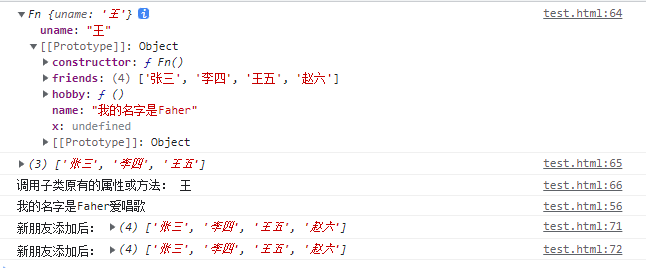 ▼Fn {uname: '王'} i test.html:64
uname: "王"
▼[[Prototype]]: Object
▶constructtor: ƒ Fn()
▶friends: (4) ['张三', '李四', '王五', '赵六']
▶hobby: ƒ ()
name: "我的名字是Faher"
x: undefined
▶[[Prototype]]: Object
▶(3) ['张三', '李四', '王五'] test.html:65
调用子类原有的属性或方法： 王 test.html:66
我的名字是Faher爱唱歌 test.html:56
新朋友添加后： ▶(4) ['张三', '李四', '王五', '赵六'] test.html:71
新朋友添加后： ▶(4) ['张三', '李四', '王五', '赵六'] test.html:72